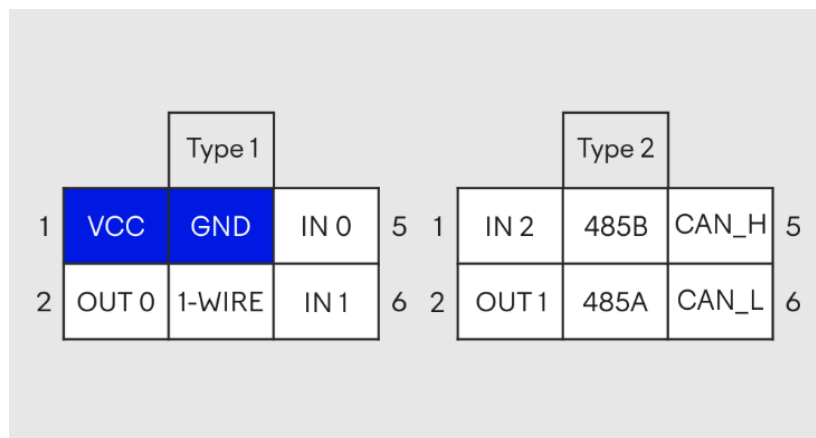 Type 1 Type 2
1 VCC GND IN 0 5 1 IN 2 485B CAN_H 5
2 OUT 0 1-WIRE IN 1 6 2 OUT 1 485A CAN_L 6